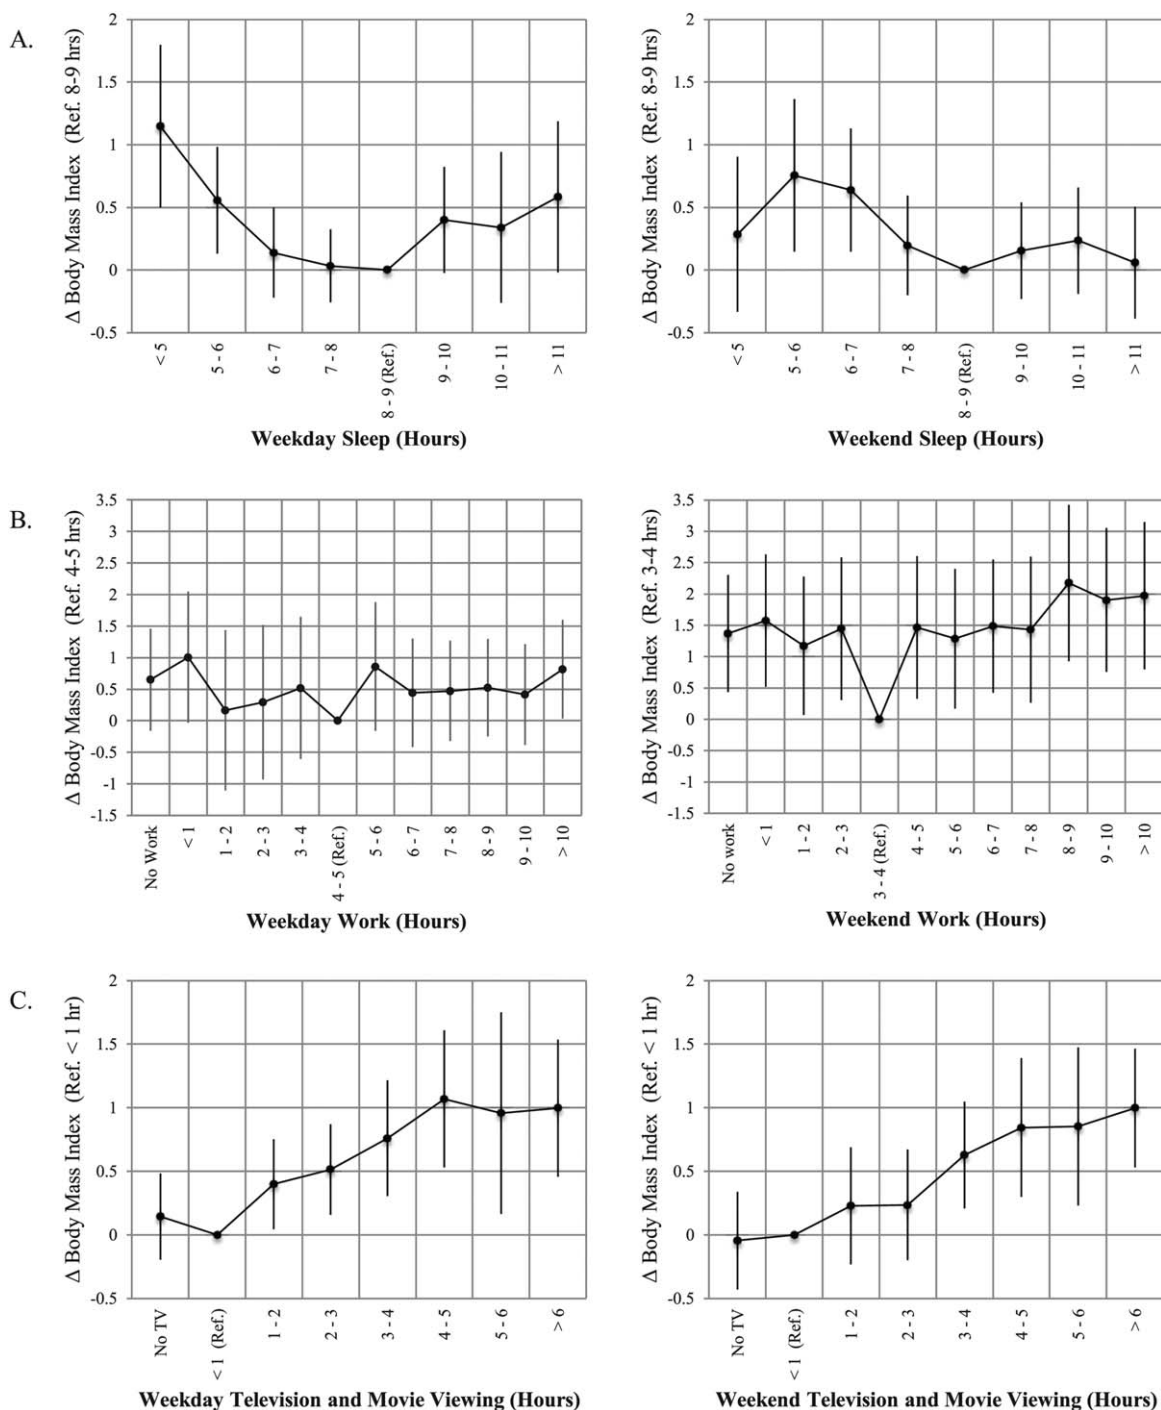 A.
Δ Body Mass Index (Ref. 8-9 hrs)
2
1.5
1
0.5
0
-0.5
< 5
5 - 6
6 - 7
7 - 8
8 - 9 (Ref.)
9 - 10
10 - 11
> 11
Weekday Sleep (Hours)
Δ Body Mass Index (Ref. 8-9 hrs)
2
1.5
1
0.5
0
-0.5
< 5
5 - 6
6 - 7
7 - 8
8 - 9 (Ref.)
9 - 10
10 - 11
> 11
Weekend Sleep (Hours)
B.
Δ Body Mass Index (Ref. 4-5 hrs)
3.5
3
2.5
2
1.5
1
0.5
0
-0.5
-1
-1.5
No Work
< 1
1 - 2
2 - 3
3 - 4
4 - 5 (Ref.)
5 - 6
6 - 7
7 - 8
8 - 9
9 - 10
> 10
Weekday Work (Hours)
Δ Body Mass Index (Ref. 3-4 hrs)
3.5
3
2.5
2
1.5
1
0.5
0
-0.5
-1
-1.5
No work
< 1
1 - 2
2 - 3
3 - 4 (Ref.)
4 - 5
5 - 6
6 - 7
7 - 8
8 - 9
9 - 10
> 10
Weekend Work (Hours)
C.
Δ Body Mass Index (Ref. < 1 hr)
2
1.5
1
0.5
0
-0.5
No TV
< 1 (Ref.)
1 - 2
2 - 3
3 - 4
4 - 5
5 - 6
> 6
Weekday Television and Movie Viewing (Hours)
Δ Body Mass Index (Ref. < 1 hr)
2
1.5
1
0.5
0
-0.5
No TV
< 1 (Ref.)
1 - 2
2 - 3
3 - 4
4 - 5
5 - 6
> 6
Weekend Television and Movie Viewing (Hours)